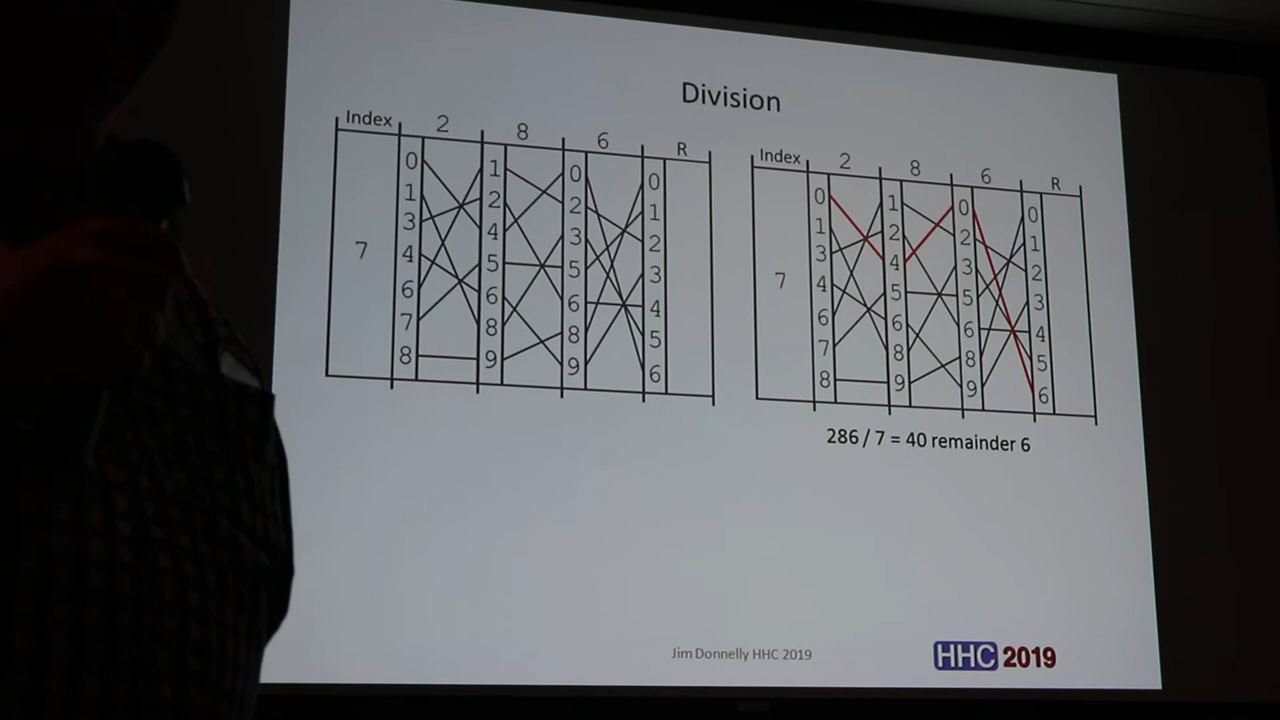 Division
Index 2 8 6 R
0 1 0 0
1 2 2 1
3 4 3 2
7
4 5 5 3
6 6 6 4
7 8 8 5
8 9 9 6
Index 2 8 6 R
0 1 0 0
1 2 2 1
3 4 3 2
7
4 5 5 3
6 6 6 4
7 8 8 5
8 9 9 6
286 / 7 = 40 remainder 6
Jim Donnelly HHC 2019
HHC 2019